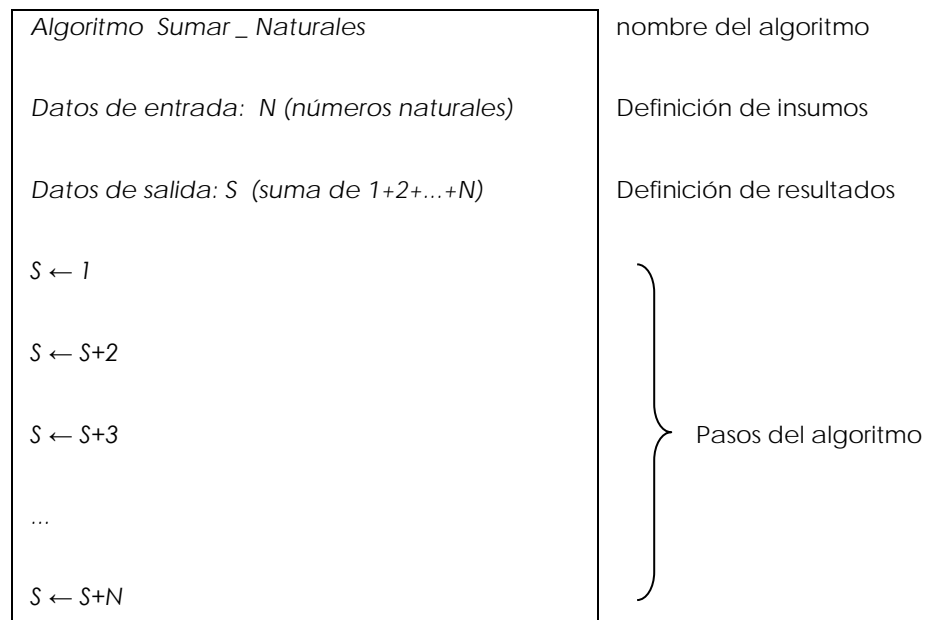 Algoritmo Sumar _ Naturales nombre del algoritmo
Datos de entrada: N (números naturales) Definición de insumos
Datos de salida: S (suma de 1+2+...+N) Definición de resultados
S ← 1
S ← S+2
S ← S+3 Pasos del algoritmo
...
S ← S+N